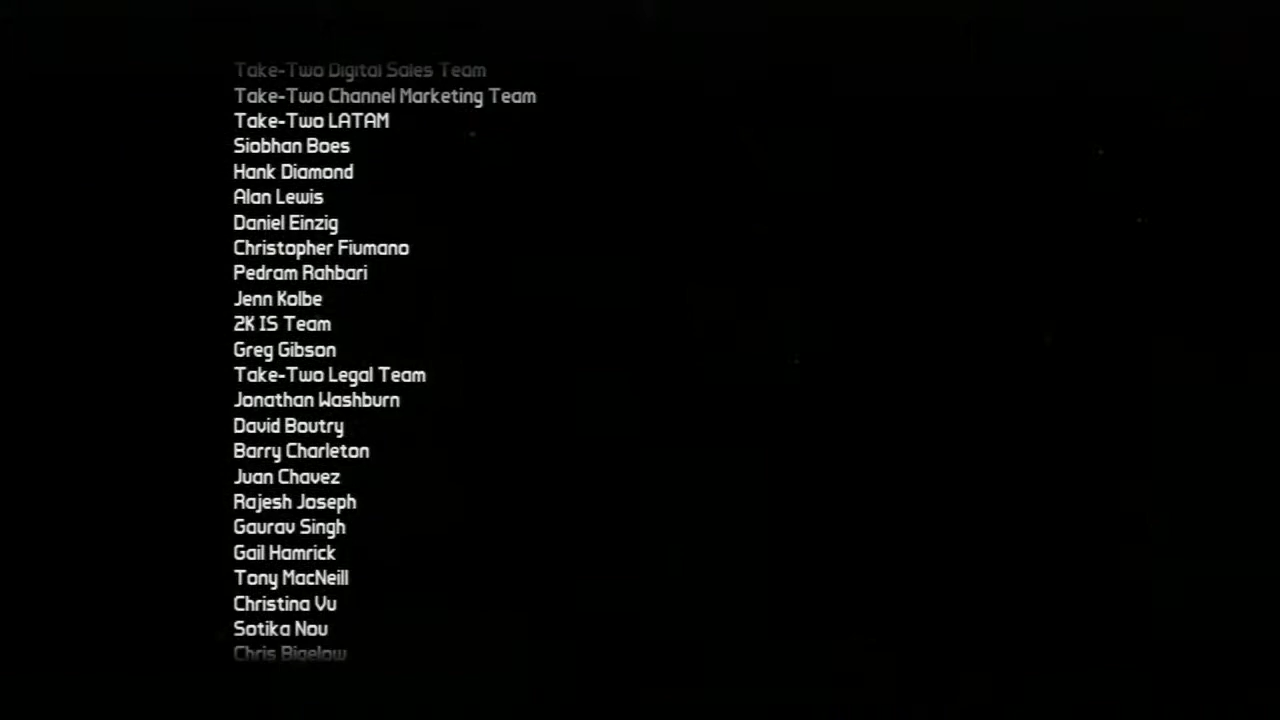 Take-Two Digital Sales Team
Take-Two Channel Marketing Team
Take-Two LATAM
Siobhan Boes
Hank Diamond
Alan Lewis
Daniel Einzig
Christopher Fiumano
Pedram Rahbari
Jenn Kolbe
2K IS Team
Greg Gibson
Take-Two Legal Team
Jonathan Washburn
David Boutry
Barry Charleton
Juan Chavez
Rajesh Joseph
Gaurav Singh
Gail Hamrick
Tony MacNeill
Christina Vu
Sotika Nou
Chris Bigelow